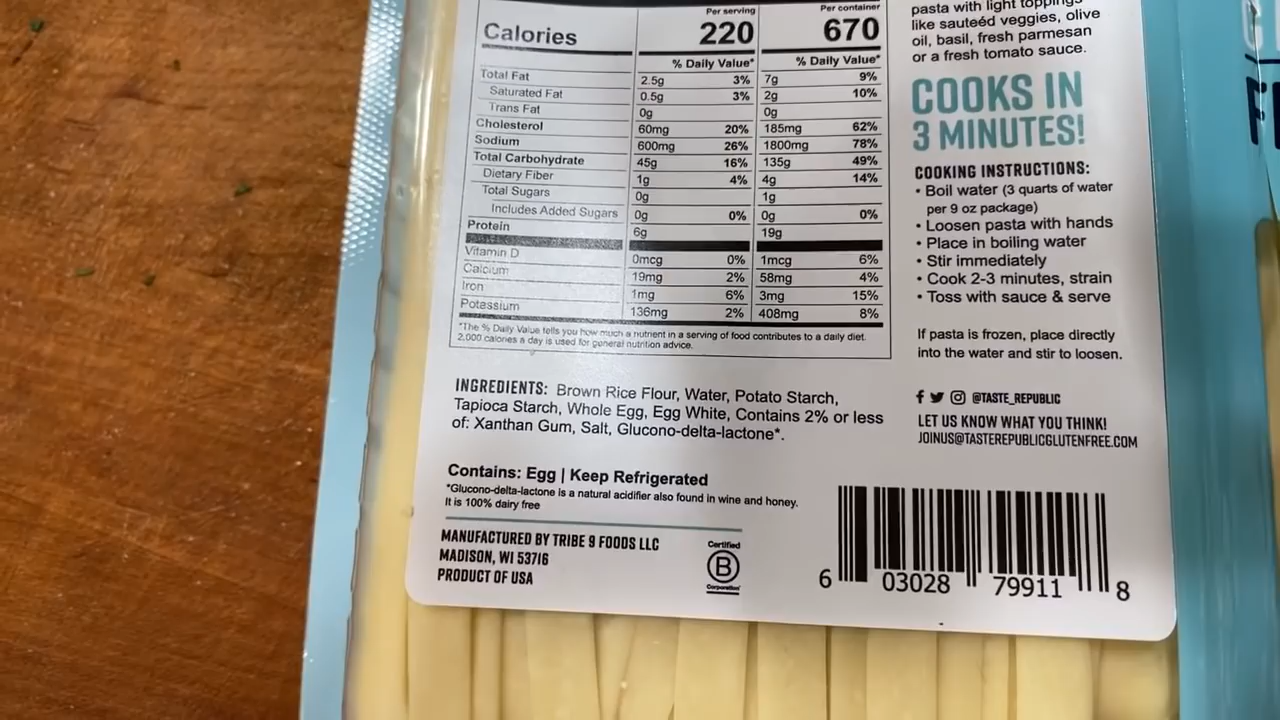 Per serving Per container
Calories 220 670
% Daily Value* % Daily Value*
Total Fat 2.5g 3% 7g 9%
Saturated Fat 0.5g 3% 2g 10%
Trans Fat 0g 0g
Cholesterol 60mg 20% 185mg 62%
Sodium 600mg 26% 1800mg 78%
Total Carbohydrate 45g 16% 135g 49%
Dietary Fiber 1g 4% 4g 14%
Total Sugars 0g 1g
Includes Added Sugars 0g 0% 0g 0%
Protein 6g 19g
Vitamin D 0mcg 0% 1mcg 6%
Calcium 19mg 2% 58mg 4%
Iron 1mg 6% 3mg 15%
Potassium 136mg 2% 408mg 8%
*The % Daily Value tells you how much a nutrient in a serving of food contributes to a daily diet.
2,000 calories a day is used for general nutrition advice.
INGREDIENTS: Brown Rice Flour, Water, Potato Starch,
Tapioca Starch, Whole Egg, Egg White, Contains 2% or less
of: Xanthan Gum, Salt, Glucono-delta-lactone*.
Contains: Egg | Keep Refrigerated
*Glucono-delta-lactone is a natural acidifier also found in wine and honey.
It is 100% dairy free
MANUFACTURED BY TRIBE 9 FOODS LLC
MADISON, WI 53716
PRODUCT OF USA
Certified
B
Corporation
pasta with light toppings
like sauteéd veggies, olive
oil, basil, fresh parmesan
or a fresh tomato sauce.
COOKS IN
3 MINUTES!
COOKING INSTRUCTIONS:
• Boil water (3 quarts of water
per 9 oz package)
• Loosen pasta with hands
• Place in boiling water
• Stir immediately
• Cook 2-3 minutes, strain
• Toss with sauce & serve
If pasta is frozen, place directly
into the water and stir to loosen.
@TASTE_REPUBLIC
LET US KNOW WHAT YOU THINK!
JOINUS@TASTEREPUBLICGLUTENFREE.COM
6 03028 79911 8